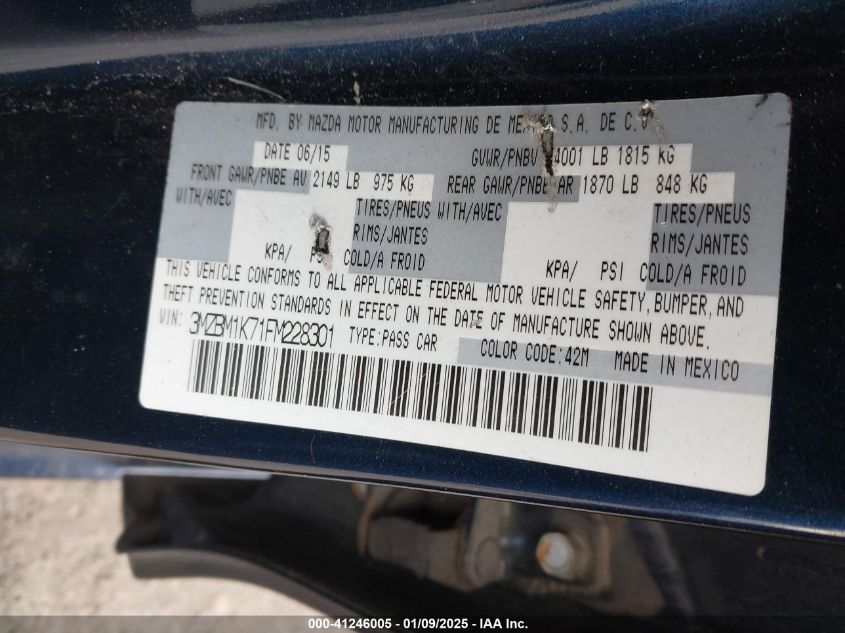 MFD. BY MAZDA MOTOR MANUFACTURING DE MEXICO S.A. DE C.V
DATE 06/15 GVWR/PNBV 4001 LB 1815 KG
FRONT GAWR/PNBE AV 2149 LB 975 KG REAR GAWR/PNBE AR 1870 LB 848 KG
WITH/AVEC TIRES/PNEUS WITH/AVEC TIRES/PNEUS
RIMS/JANTES RIMS/JANTES
KPA/ PSI COLD/A FROID KPA/ PSI COLD/A FROID
THIS VEHICLE CONFORMS TO ALL APPLICABLE FEDERAL MOTOR VEHICLE SAFETY, BUMPER, AND
THEFT PREVENTION STANDARDS IN EFFECT ON THE DATE OF MANUFACTURE SHOWN ABOVE.
VIN: 3MZBM1K71FM228301 TYPE:PASS CAR COLOR CODE:42M MADE IN MEXICO
000-41246005 - 01/09/2025 - IAA Inc.